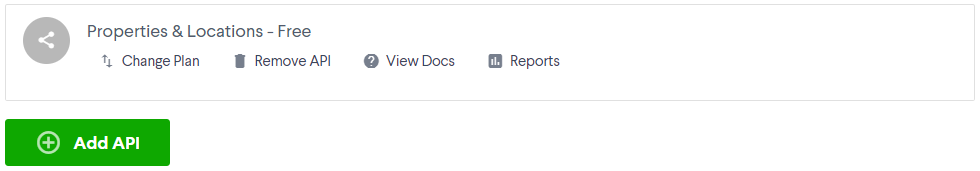 Properties & Locations - Free
Change Plan Remove API View Docs Reports
Add API